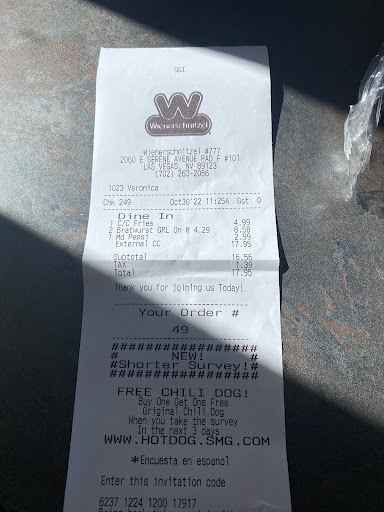 GGI
W
Wienerschnitzel
Wienerschnitzel #777
2060 E SERENE AVENUE PAD F #101
LAS VEGAS, NV 89123
(702) 263-2066
1023 Veronica
Chk 249 Oct30'22 11:25A Gst 0
Dine In
1 C/C Fries 4.99
2 Bratwurst GRL On @ 4.29 8.58
1 Md Pepsi 2.99
External CC 17.95
Subtotal 16.56
TAX 1.39
Total 17.95
Thank you for joining us Today!
Your Order #
49
##################
# NEW! #
#Shorter Survey!#
##################
FREE CHILI DOG!
Buy One Get One Free
Original Chili Dog
When you take the survey
In the next 3 days
WWW.HOTDOG.SMG.COM
*Encuesta en espanol
Enter this invitation code
6237 1224 1200 17917